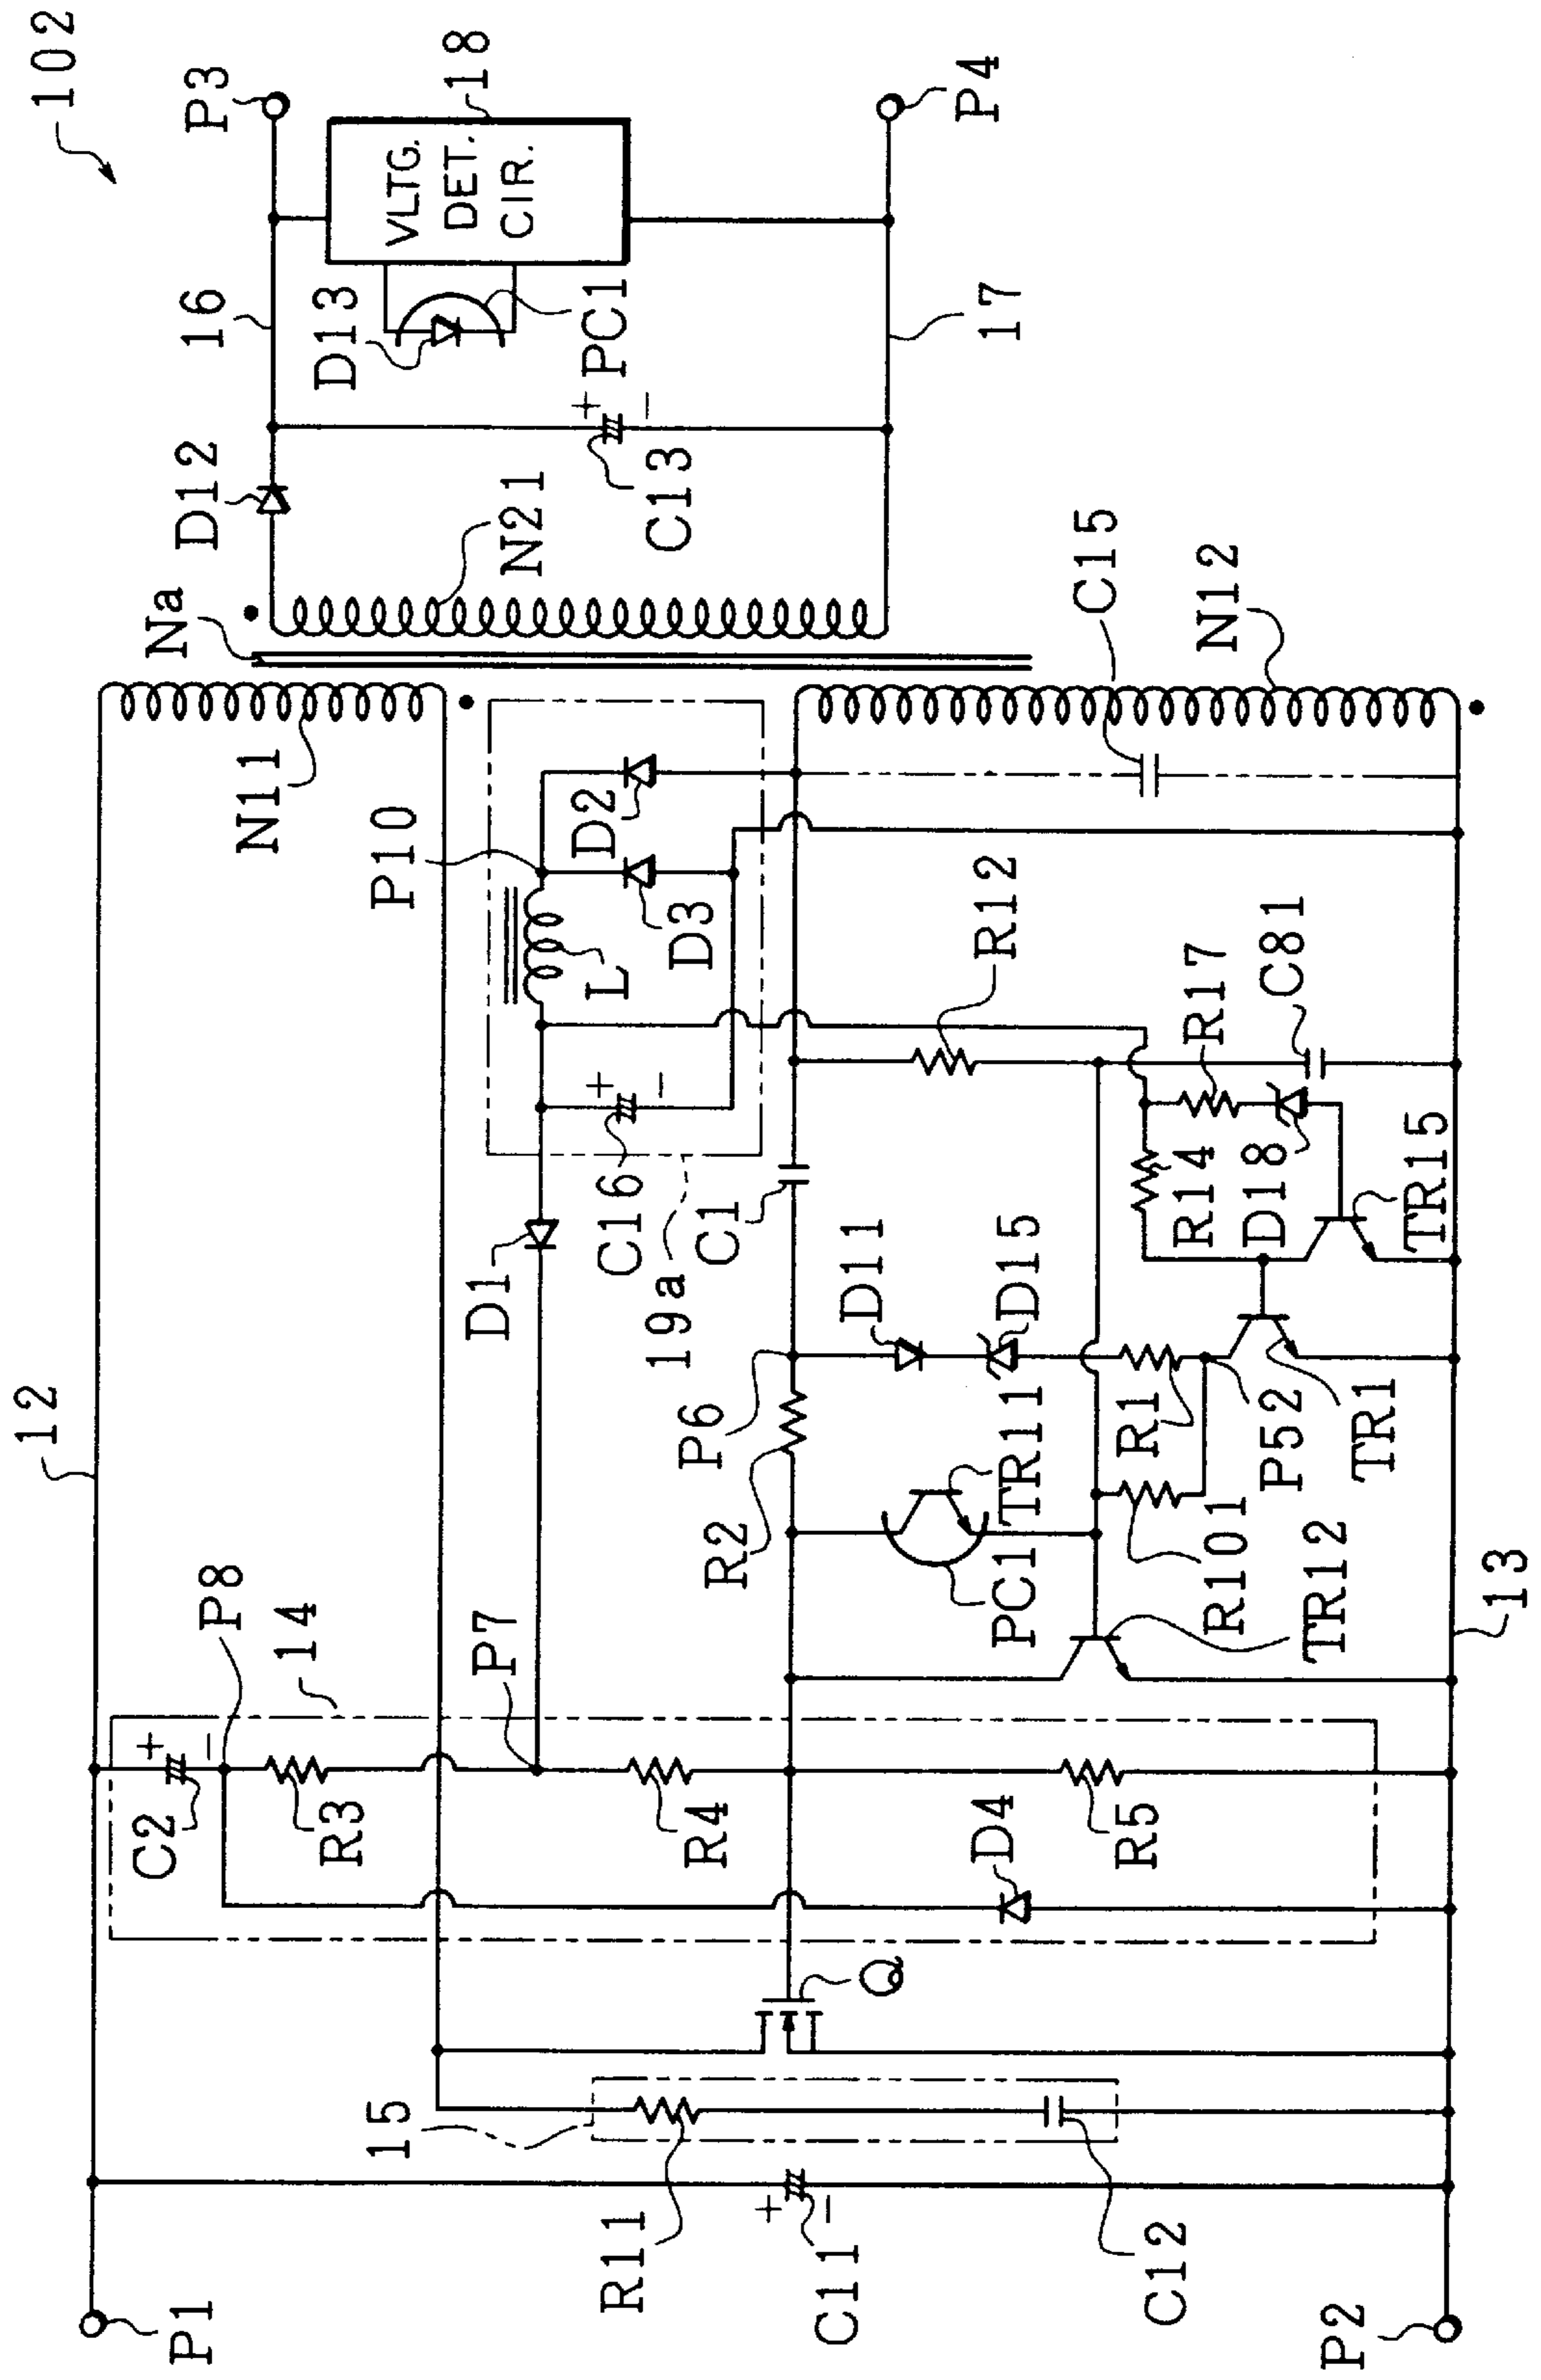 102
P3
18
P4
VLTG.
DET.
CIR.
16
D13
PC1
17
D12
C13
N21
Na
C15
N12
N11
P10
D2
D3
L
R12
R17
C81
C16
C1
R14
D18
TR15
D1
19a
D11
D15
12
P6
R2
TR11
PC1
R1
P52
TR1
R101
TR12
13
P8
14
P7
C2
R3
R4
D4
R5
Q
15
R11
C11
C12
P1
P2